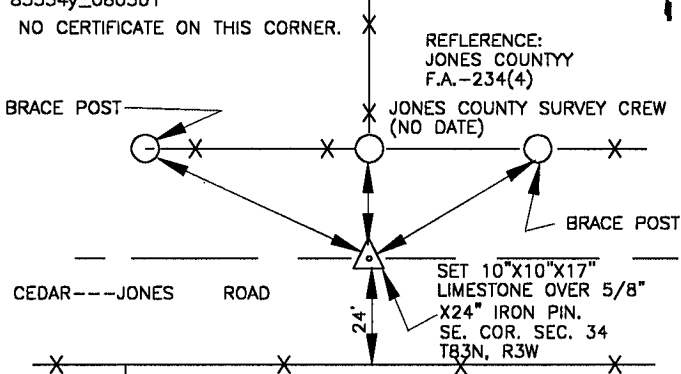 NO CERTIFICATE ON THIS CORNER.
REFLERENCE:
JONES COUNTYY
F.A.-234(4)
BRACE POST
JONES COUNTY SURVEY CREW
(NO DATE)
BRACE POST
CEDAR---JONES ROAD
24'
SET 10"X10"X17"
LIMESTONE OVER 5/8"
X24" IRON PIN.
SE. COR. SEC. 34
T83N, R3W